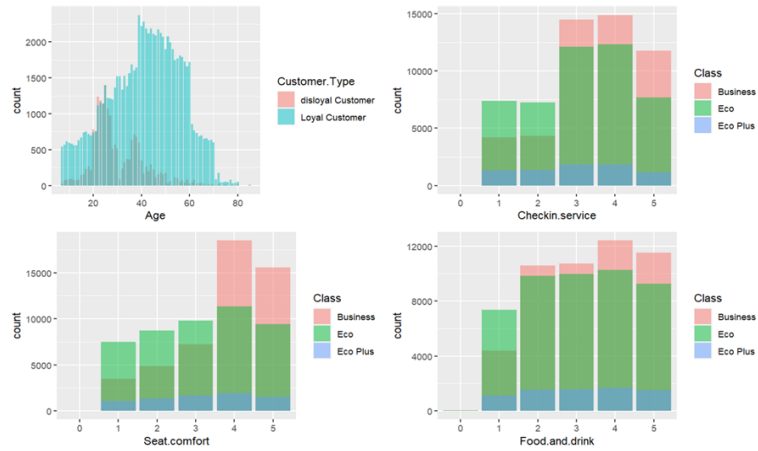 2000
1500
1000
500
0
count
20
40
60
80
Age
Customer.Type
disloyal Customer
Loyal Customer
15000
10000
5000
0
count
0
1
2
3
4
5
Checkin.service
Class
Business
Eco
Eco Plus
15000
10000
5000
0
count
0
1
2
3
4
5
Seat.comfort
Class
Business
Eco
Eco Plus
12000
8000
4000
0
count
0
1
2
3
4
5
Food.and.drink
Class
Business
Eco
Eco Plus